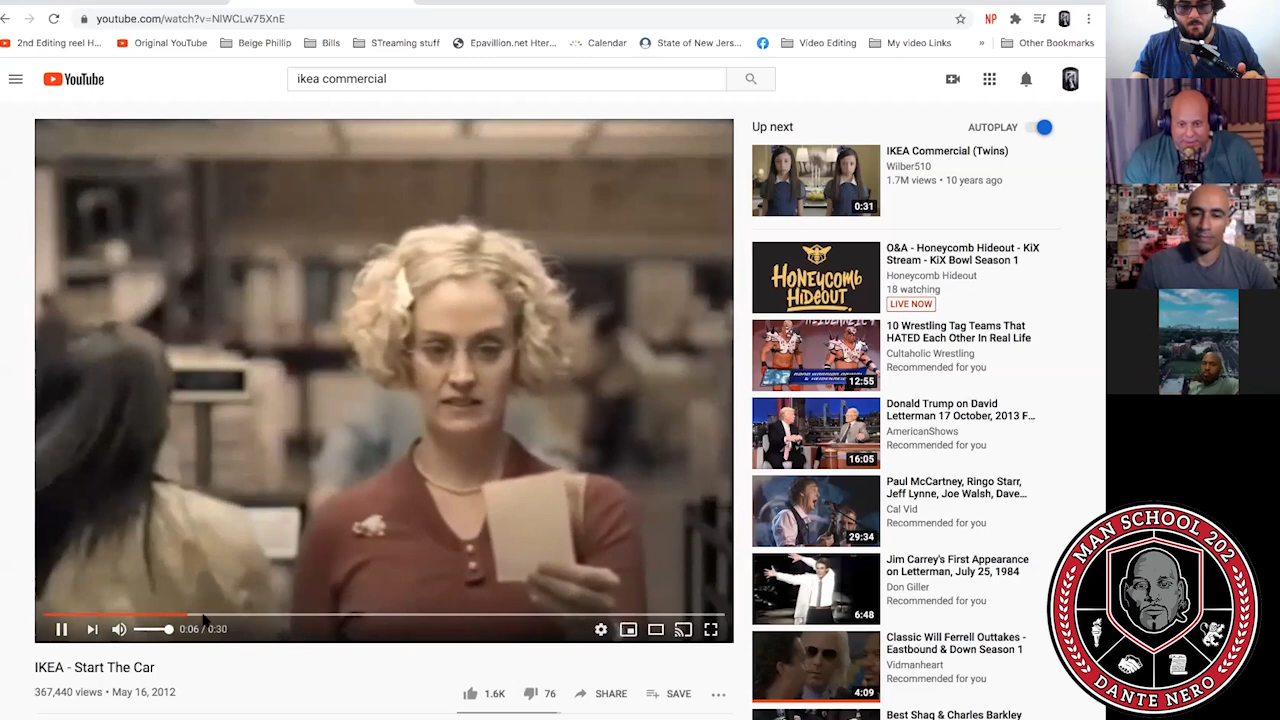 youtube.com/watch?v=NlWCLw75XnE
NP
2nd Editing reel H...
Original YouTube
Beige Phillip
Bills
STreaming stuff
Epavillion.net Hter...
Calendar
State of New Jers...
Video Editing
My video Links
»
Other Bookmarks
YouTube
ikea commercial
Up next
AUTOPLAY
IKEA Commercial (Twins)
Wilber510
1.7M views • 10 years ago
0:31
O&A - Honeycomb Hideout - KiX
Stream - KiX Bowl Season 1
Honeycomb Hideout
18 watching
LIVE NOW
HONEYCOMB
HIDEOUT
10 Wrestling Tag Teams That
HATED Each Other In Real Life
Cultaholic Wrestling
Recommended for you
12:55
Donald Trump on David
Letterman 17 October, 2013 F...
AmericanShows
Recommended for you
16:05
Paul McCartney, Ringo Starr,
Jeff Lynne, Joe Walsh, Dave...
Cal Vid
Recommended for you
29:34
Jim Carrey's First Appearance
on Letterman, July 25, 1984
Don Giller
Recommended for you
6:48
Classic Will Ferrell Outtakes -
Eastbound & Down Season 1
Vidmanheart
Recommended for you
4:09
Best Shaq & Charles Barkley
0:06 / 0:30
IKEA - Start The Car
367,440 views • May 16, 2012
1.6K
76
SHARE
SAVE
MAN SCHOOL 202
DANTE NERO